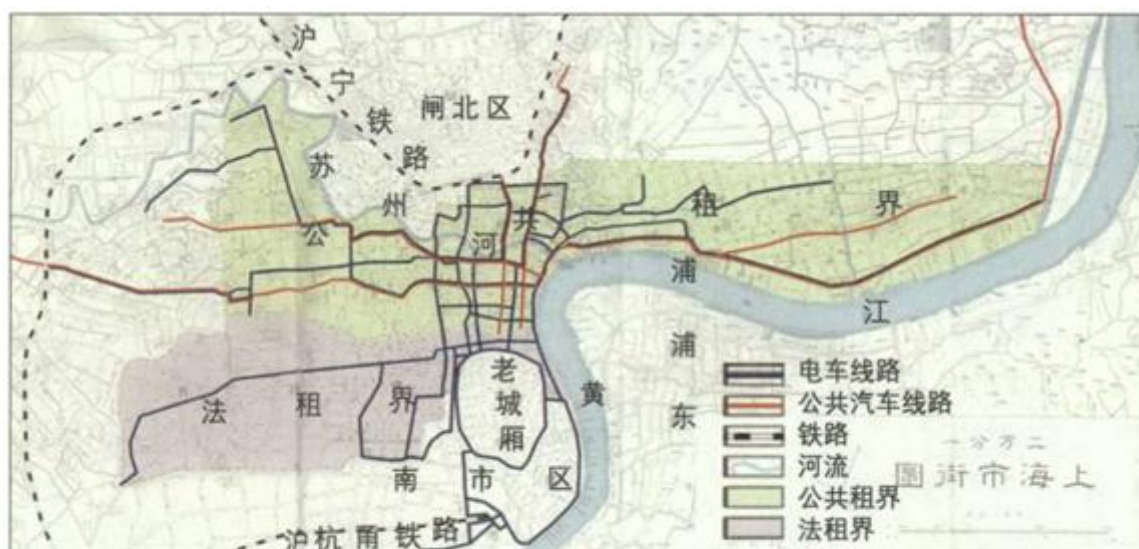 沪宁铁路
闸北区
苏州河
公共租界
浦江
浦东
黄
法租界
老城厢
南市区
沪杭甬铁路
电车线路
公共汽车线路
铁路
河流
公共租界
法租界
一分万二
圖街市海上